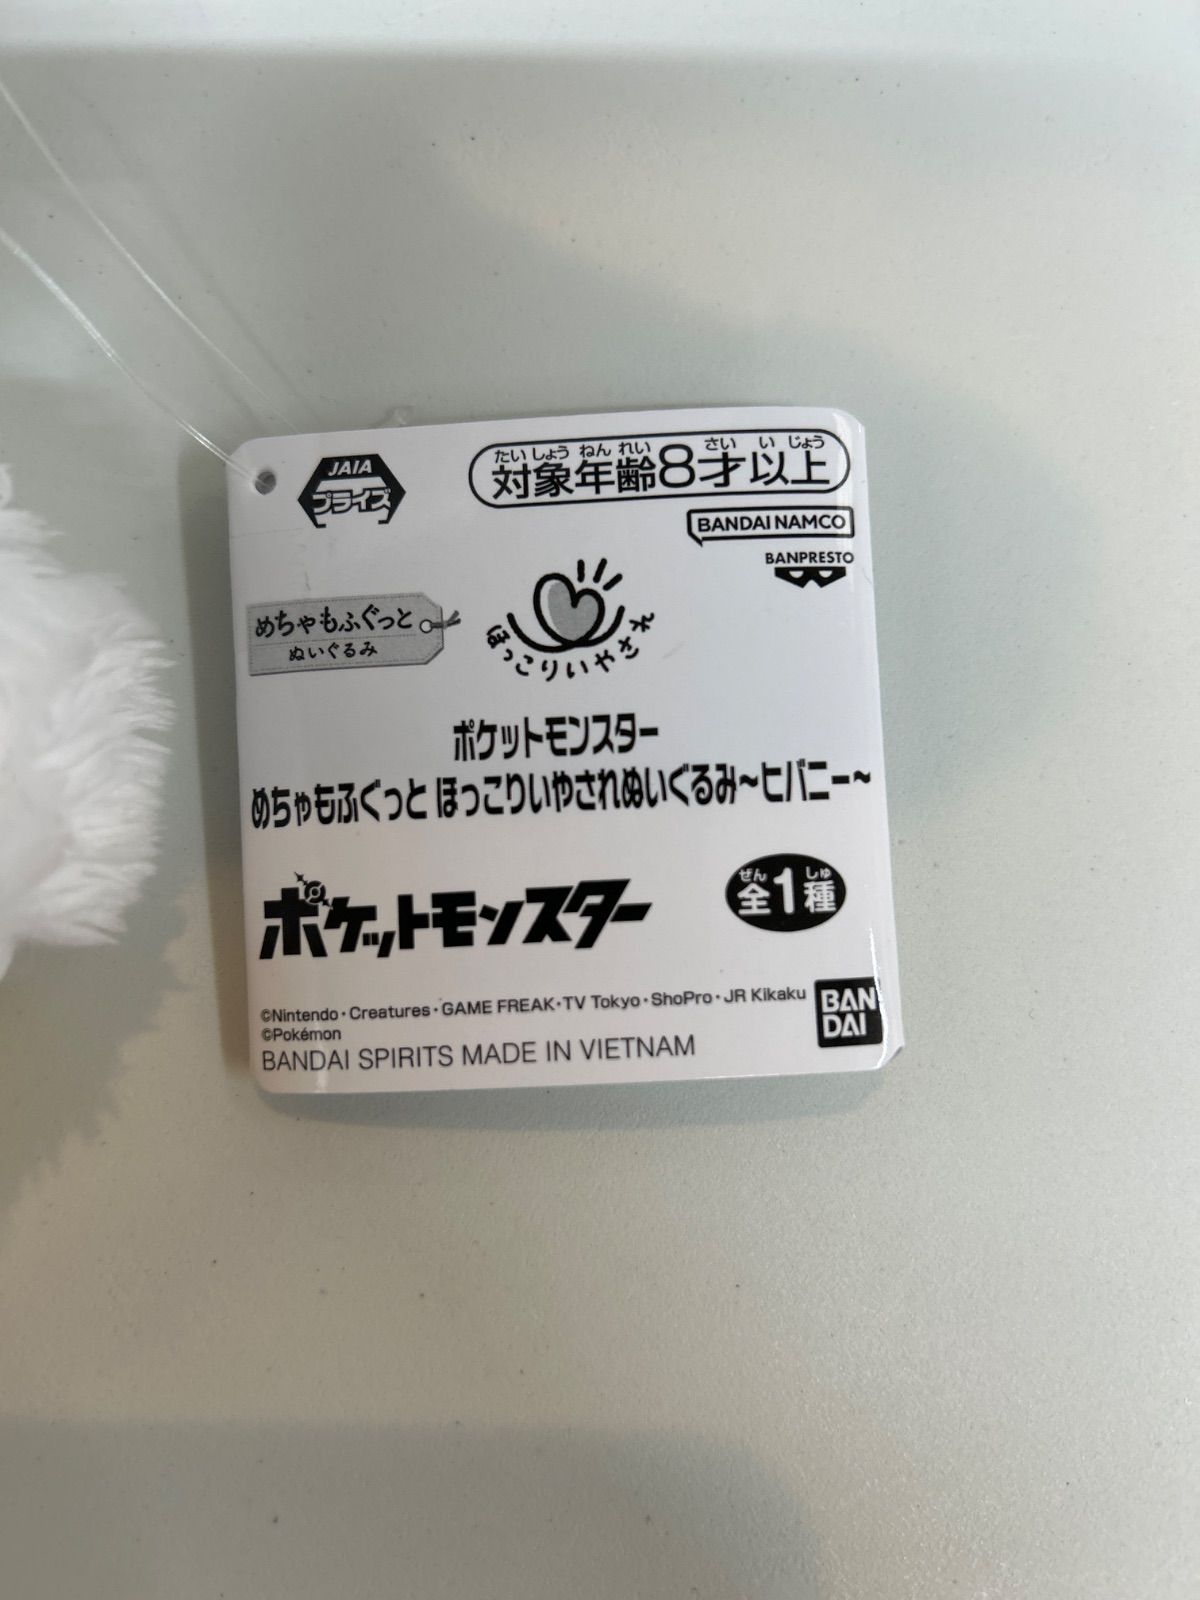 JAIA
プライズ
たいしょうねんれい さいいじょう
対象年齢8才以上
BANDAI NAMCO
BANPRESTO
めちゃもふぐっと
ぬいぐるみ
ほっこりいやされ
ポケットモンスター
めちゃもふぐっと ほっこりいやされぬいぐるみ～ヒバニー～
ポケットモンスター
ぜん しゅ
全1種
©Nintendo・Creatures・GAME FREAK・TV Tokyo・ShoPro・JR Kikaku
©Pokémon
BANDAI SPIRITS MADE IN VIETNAM
BAN
DAI